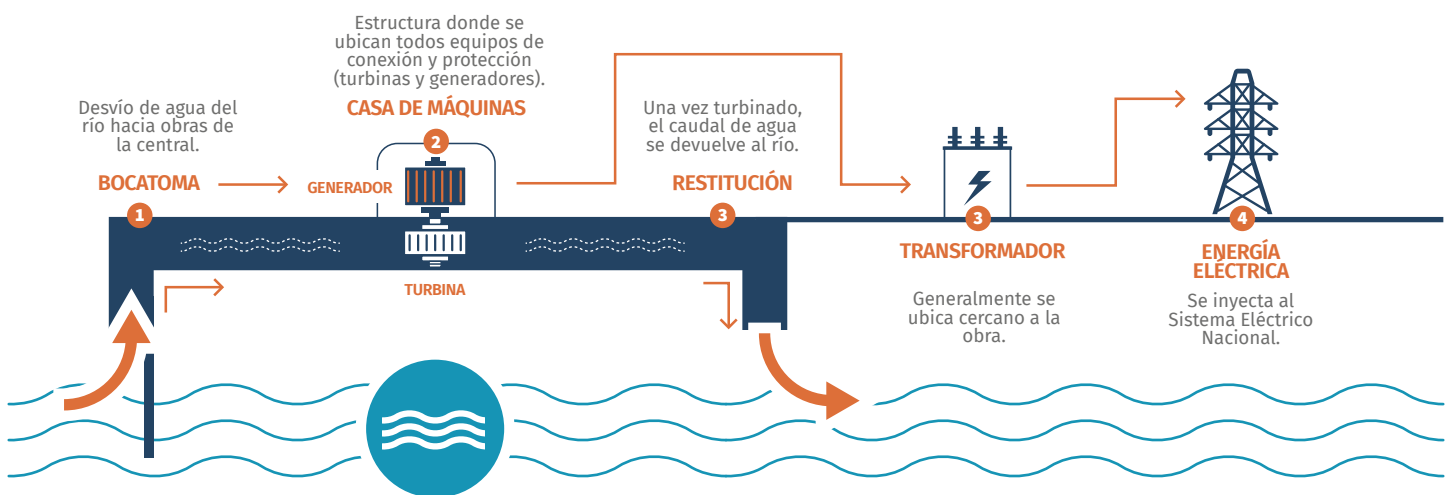 Desvío de agua del
río hacia obras de
la central.
BOCATOMA
1
Estructura donde se
ubican todos equipos de
conexión y protección
(turbinas y generadores).
CASA DE MÁQUINAS
2
GENERADOR
TURBINA
Una vez turbinado,
el caudal de agua
se devuelve al río.
RESTITUCIÓN
3
3
TRANSFORMADOR
Generalmente se
ubica cercano a la
obra.
4
ENERGÍA
ELÉCTRICA
Se inyecta al
Sistema Eléctrico
Nacional.